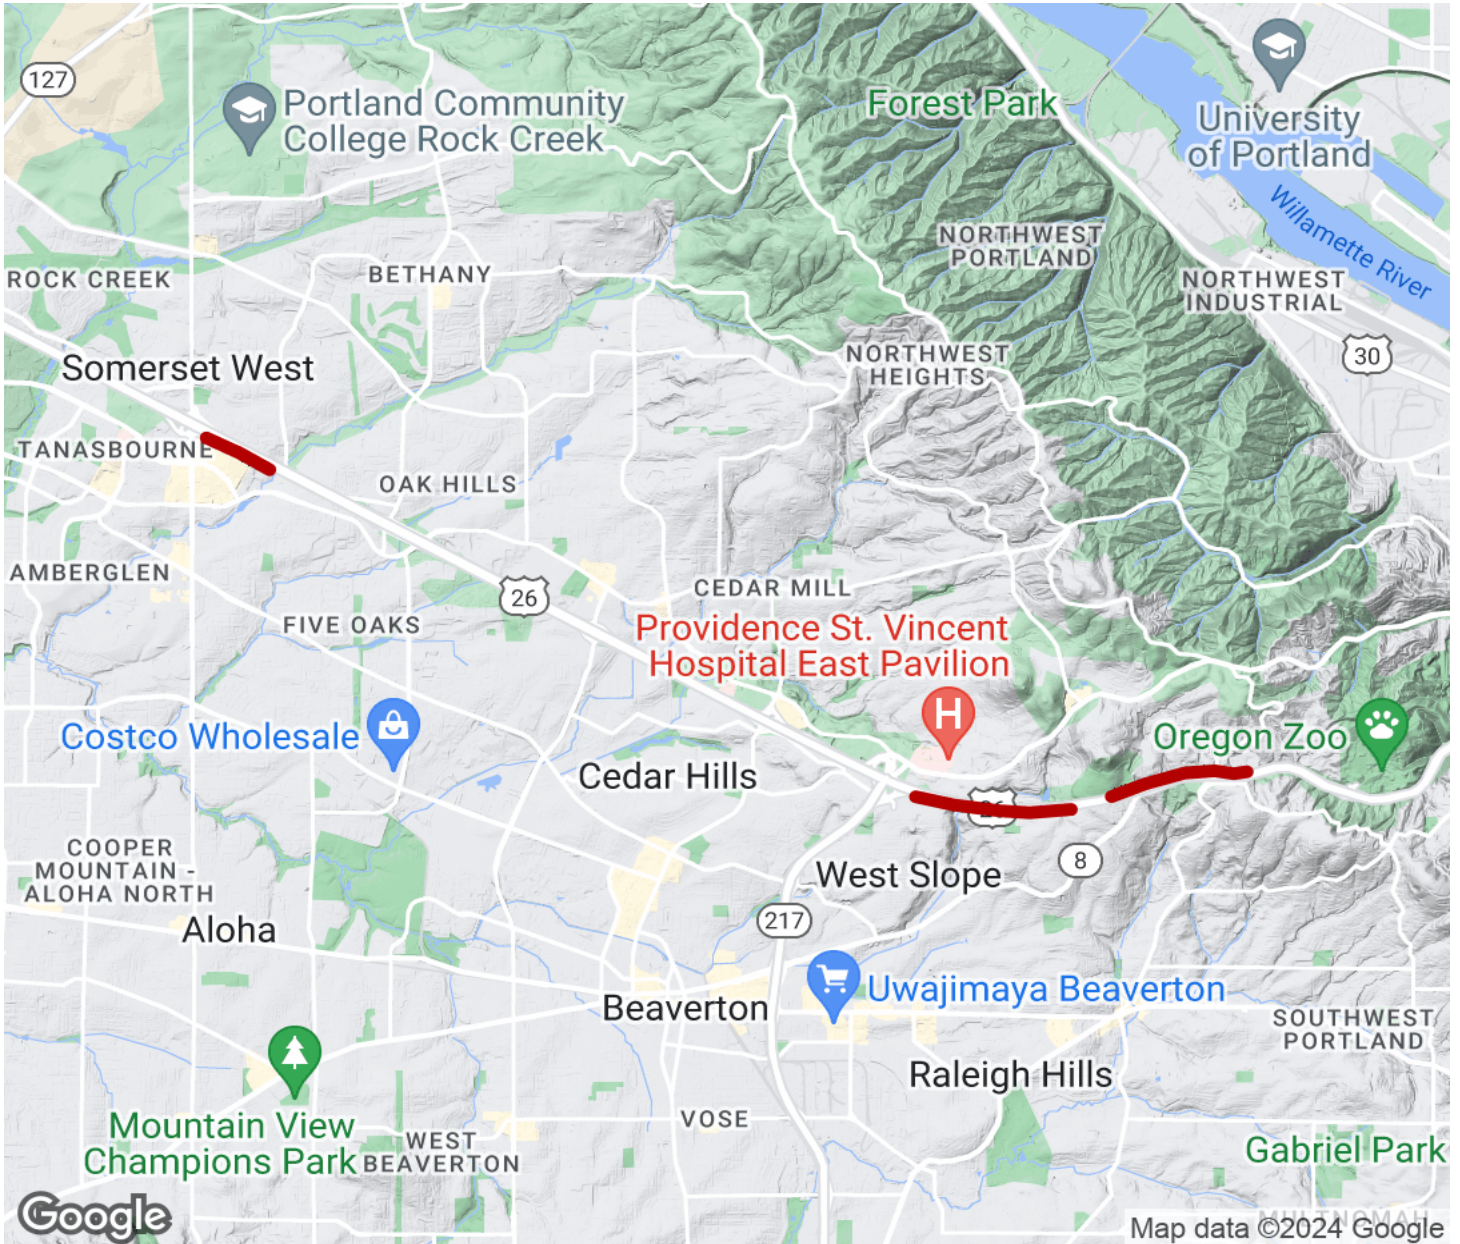 127
Portland Community
College Rock Creek
Forest Park
University
of Portland
Willamette River
NORTHWEST
PORTLAND
ROCK CREEK
BETHANY
NORTHWEST
INDUSTRIAL
30
NORTHWEST
HEIGHTS
Somerset West
TANASBOURNE
OAK HILLS
AMBERGLEN
26
CEDAR MILL
FIVE OAKS
Providence St. Vincent
Hospital East Pavilion
H
Costco Wholesale
Oregon Zoo
Cedar Hills
26
COOPER
MOUNTAIN -
ALOHA NORTH
West Slope
8
Aloha
217
Uwajimaya Beaverton
Beaverton
SOUTHWEST
PORTLAND
Raleigh Hills
VOSE
Mountain View
Champions Park
WEST
BEAVERTON
Gabriel Park
Google
MULTNOMAH
Map data ©2024 Google